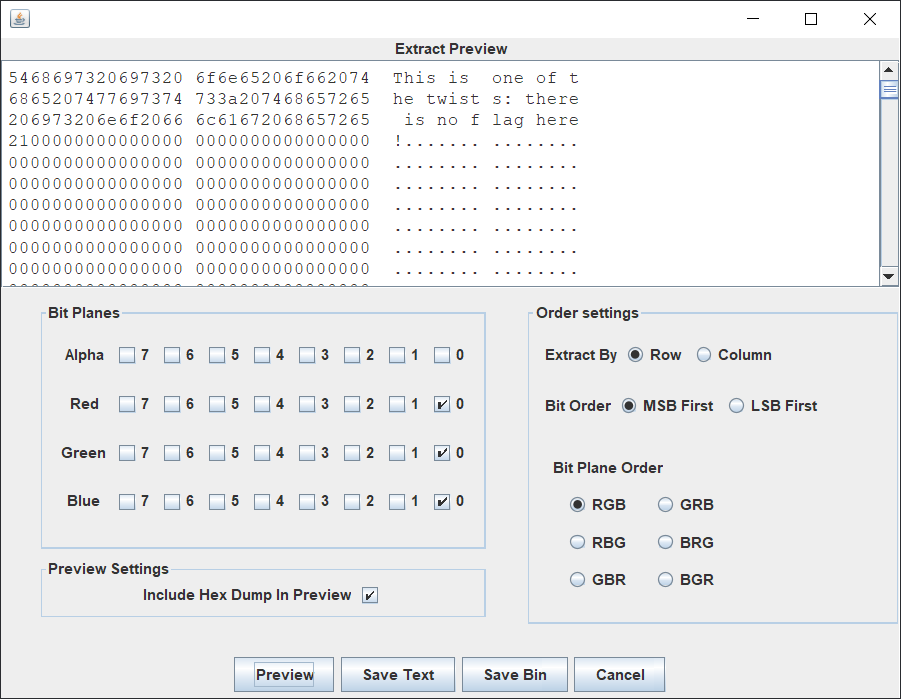 Extract Preview
5468697320697320 6f6e65206f662074 This is  one of t
6865207477697374 733a207468657265 he twist s: there
206973206e6f2066 6c61672068657265  is no f lag here
2100000000000000 0000000000000000 !....... ........
0000000000000000 0000000000000000 ........ ........
0000000000000000 0000000000000000 ........ ........
0000000000000000 0000000000000000 ........ ........
0000000000000000 0000000000000000 ........ ........
0000000000000000 0000000000000000 ........ ........
0000000000000000 0000000000000000 ........ ........
Bit Planes
Alpha 7 6 5 4 3 2 1 0
Red 7 6 5 4 3 2 1 0
Green 7 6 5 4 3 2 1 0
Blue 7 6 5 4 3 2 1 0
Preview Settings
Include Hex Dump In Preview
Order settings
Extract By Row Column
Bit Order MSB First LSB First
Bit Plane Order
RGB GRB
RBG BRG
GBR BGR
Preview Save Text Save Bin Cancel